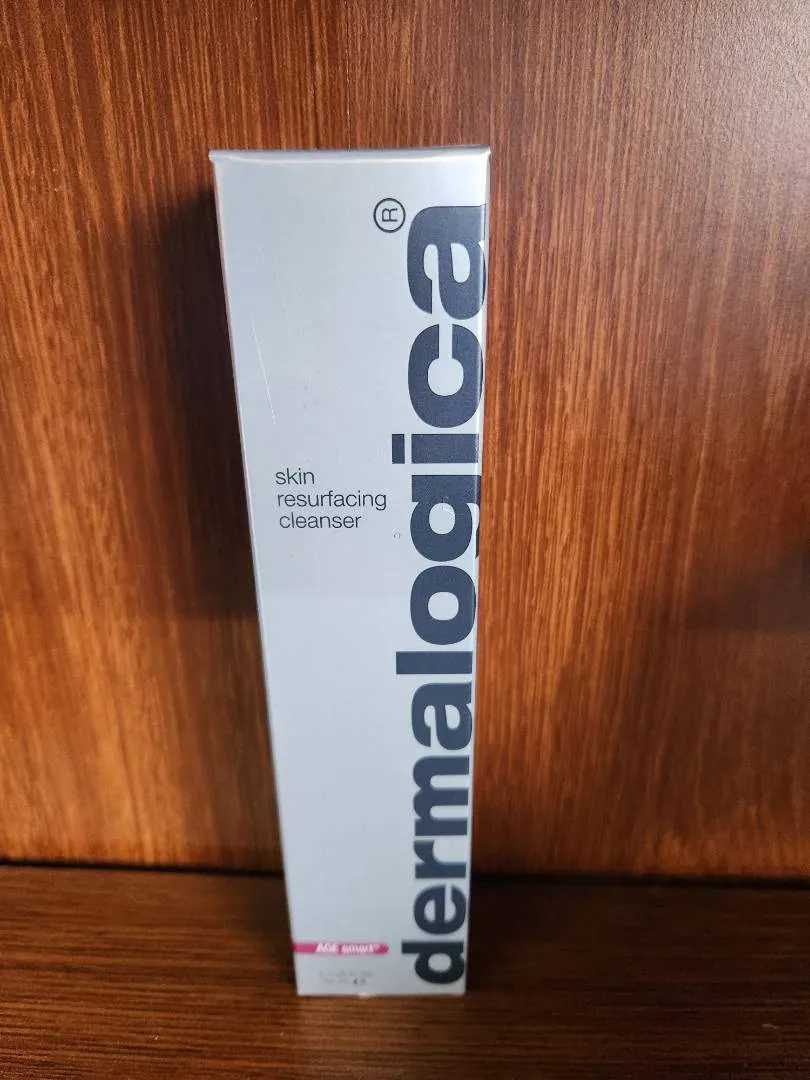 dermalogica®
skin
resurfacing
cleanser
AGE smart®